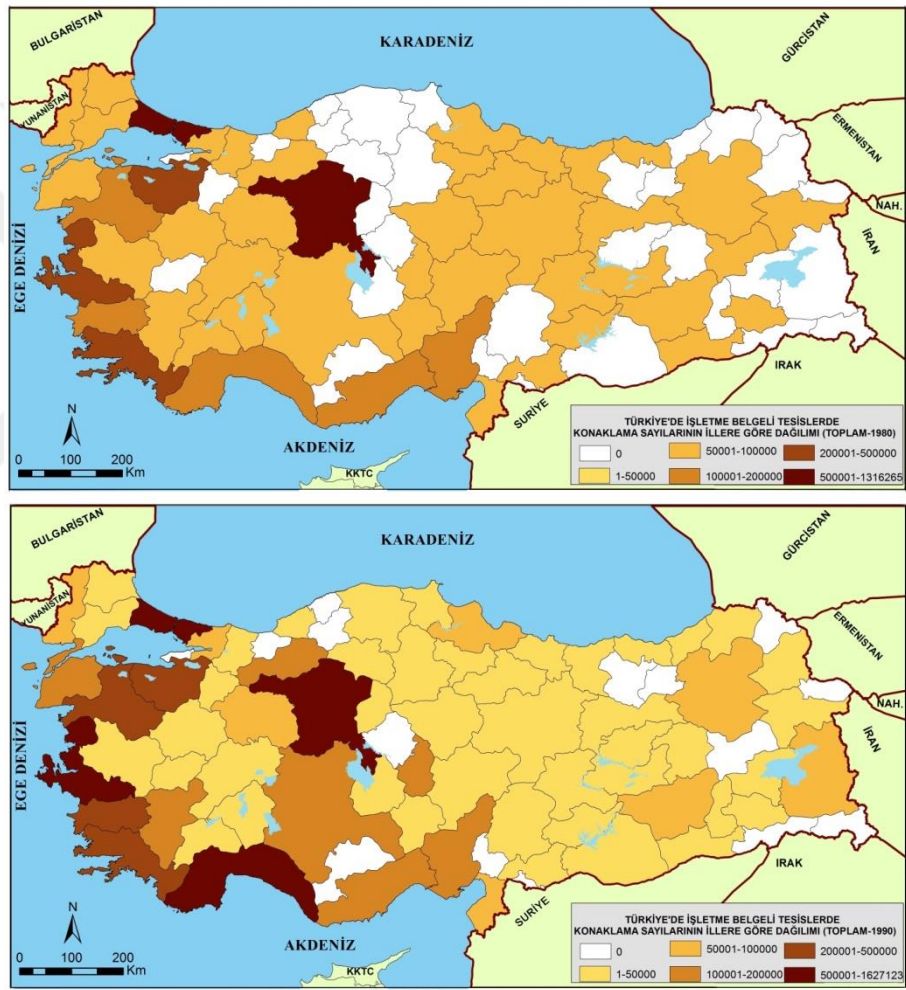 BULGARİSTAN
KARADENİZ
GÜRCİSTAN
YUNANİSTAN
ERMENİSTAN
NAH.
İRAN
EGE DENİZİ
IRAK
SURİYE
AKDENİZ
KKTC
N
0 50 100 200
Km
TÜRKİYE'DE İŞLETME BELGELİ TESİSLERDE
KONAKLAMA SAYILARININ İLLERE GÖRE DAĞILIMI (TOPLAM-1980)
0 50001-100000 200001-500000
1-50000 100001-200000 500001-1316265
BULGARİSTAN
KARADENİZ
GÜRCİSTAN
YUNANİSTAN
ERMENİSTAN
NAH.
İRAN
EGE DENİZİ
IRAK
SURİYE
AKDENİZ
KKTC
N
0 50 100 200
Km
TÜRKİYE'DE İŞLETME BELGELİ TESİSLERDE
KONAKLAMA SAYILARININ İLLERE GÖRE DAĞILIMI (TOPLAM-1990)
0 50001-100000 200001-500000
1-50000 100001-200000 500001-1627123